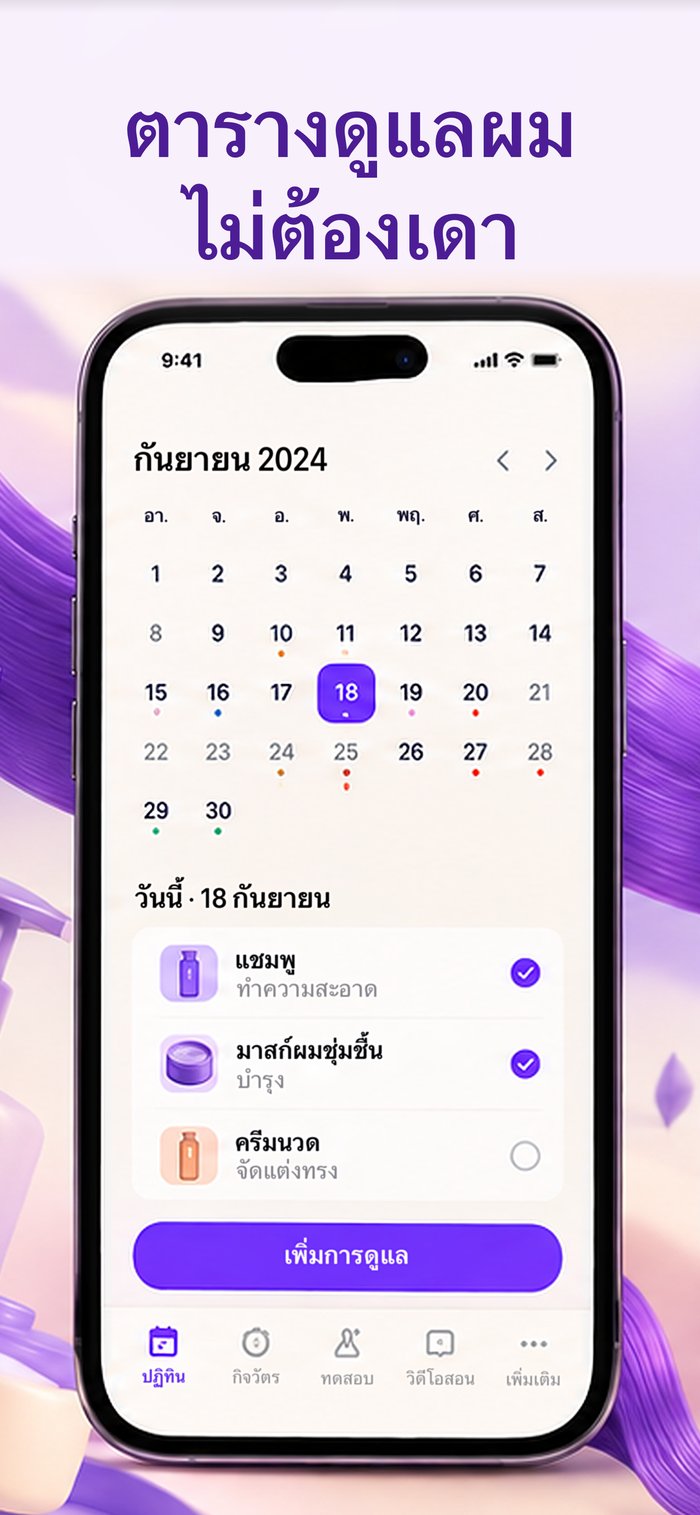 ตารางดูแลผม
ไม่ต้องเดา
9:41
กันยายน 2024
อา. จ. อ. พ. พฤ. ศ. ส.
1 2 3 4 5 6 7
8 9 10 11 12 13 14
15 16 17 18 19 20 21
22 23 24 25 26 27 28
29 30
วันนี้ · 18 กันยายน
แชมพู
ทำความสะอาด
มาสก์ผมชุ่มชื้น
บำรุง
ครีมนวด
จัดแต่งทรง
เพิ่มการดูแล
ปฏิทิน กิจวัตร ทดสอบ วิดีโอสอน เพิ่มเติม